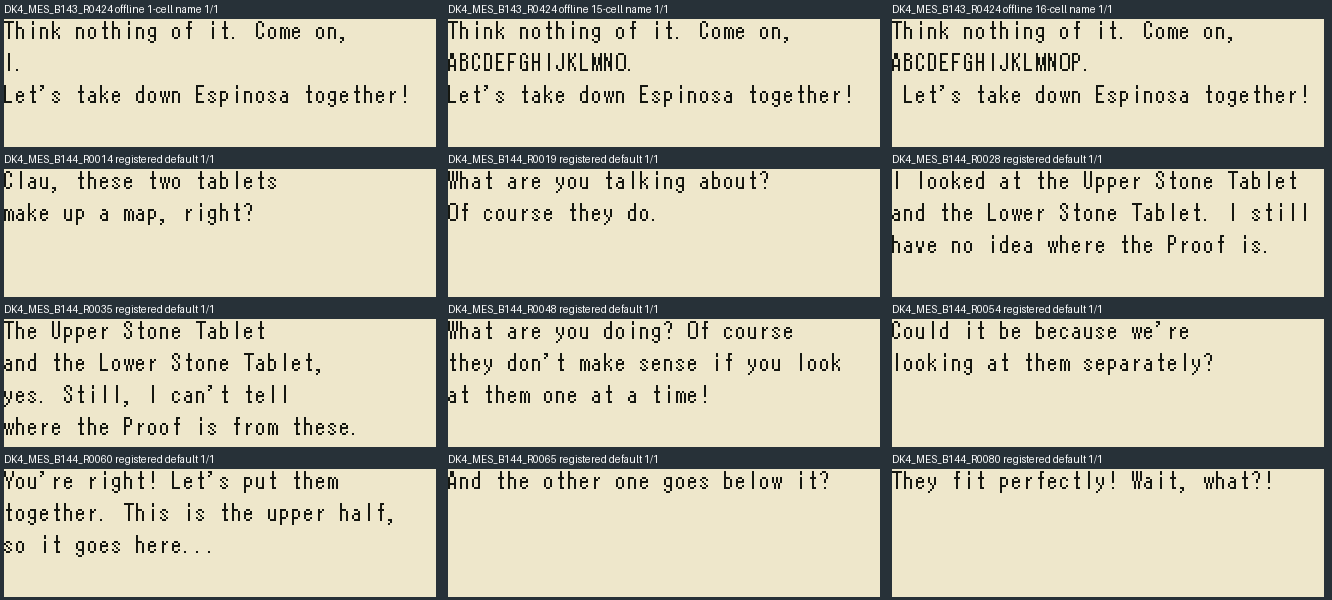 DK4_MES_B143_R0424 offline 1-cell name 1/1
Think nothing of it. Come on,
I.
Let's take down Espinosa together!
DK4_MES_B143_R0424 offline 15-cell name 1/1
Think nothing of it. Come on,
ABCDEFGHIJKLMNO.
Let's take down Espinosa together!
DK4_MES_B143_R0424 offline 16-cell name 1/1
Think nothing of it. Come on,
ABCDEFGHIJKLMNOP.
Let's take down Espinosa together!
DK4_MES_B144_R0014 registered default 1/1
Clau, these two tablets
make up a map, right?
DK4_MES_B144_R0019 registered default 1/1
What are you talking about?
Of course they do.
DK4_MES_B144_R0028 registered default 1/1
I looked at the Upper Stone Tablet
and the Lower Stone Tablet. I still
have no idea where the Proof is.
DK4_MES_B144_R0035 registered default 1/1
The Upper Stone Tablet
and the Lower Stone Tablet,
yes. Still, I can't tell
where the Proof is from these.
DK4_MES_B144_R0048 registered default 1/1
What are you doing? Of course
they don't make sense if you look
at them one at a time!
DK4_MES_B144_R0054 registered default 1/1
Could it be because we're
looking at them separately?
DK4_MES_B144_R0060 registered default 1/1
You're right! Let's put them
together. This is the upper half,
so it goes here...
DK4_MES_B144_R0065 registered default 1/1
And the other one goes below it?
DK4_MES_B144_R0080 registered default 1/1
They fit perfectly! Wait, what?!